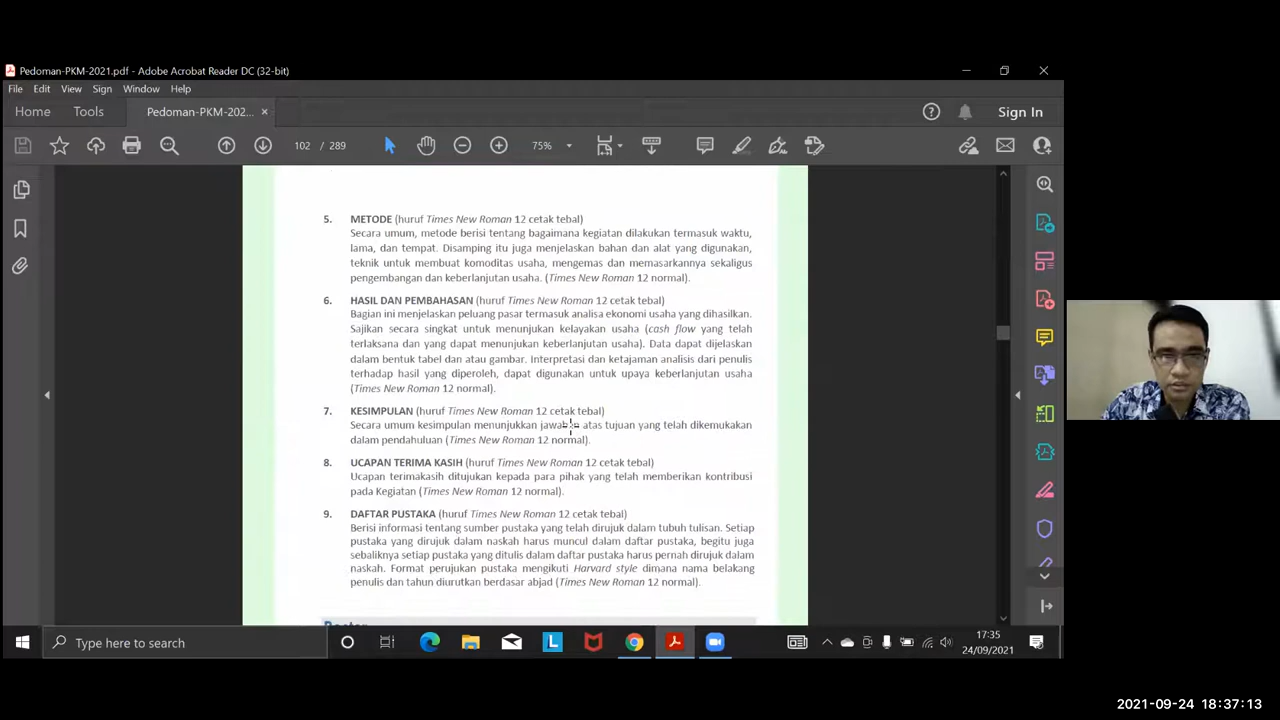 Pedoman-PKM-2021.pdf - Adobe Acrobat Reader DC (32-bit)
File Edit View Sign Window Help
Home Tools Pedoman-PKM-202... × Sign In
102 / 289 75%
5. METODE (huruf Times New Roman 12 cetak tebal)
Secara umum, metode berisi tentang bagaimana kegiatan dilakukan termasuk waktu,
lama, dan tempat. Disamping itu juga menjelaskan bahan dan alat yang digunakan,
teknik untuk membuat komoditas usaha, mengemas dan memasarkannya sekaligus
pengembangan dan keberlanjutan usaha. (Times New Roman 12 normal).
6. HASIL DAN PEMBAHASAN (huruf Times New Roman 12 cetak tebal)
Bagian ini menjelaskan peluang pasar termasuk analisa ekonomi usaha yang dihasilkan.
Sajikan secara singkat untuk menunjukan kelayakan usaha (cash flow yang telah
terlaksana dan yang dapat menunjukan keberlanjutan usaha). Data dapat dijelaskan
dalam bentuk tabel dan atau gambar. Interpretasi dan ketajaman analisis dari penulis
terhadap hasil yang diperoleh, dapat digunakan untuk upaya keberlanjutan usaha
(Times New Roman 12 normal).
7. KESIMPULAN (huruf Times New Roman 12 cetak tebal)
Secara umum kesimpulan menunjukkan jawaban atas tujuan yang telah dikemukakan
dalam pendahuluan (Times New Roman 12 normal).
8. UCAPAN TERIMA KASIH (huruf Times New Roman 12 cetak tebal)
Ucapan terimakasih ditujukan kepada para pihak yang telah memberikan kontribusi
pada Kegiatan (Times New Roman 12 normal).
9. DAFTAR PUSTAKA (huruf Times New Roman 12 cetak tebal)
Berisi informasi tentang sumber pustaka yang telah dirujuk dalam tubuh tulisan. Setiap
pustaka yang dirujuk dalam naskah harus muncul dalam daftar pustaka, begitu juga
sebaliknya setiap pustaka yang ditulis dalam daftar pustaka harus pernah dirujuk dalam
naskah. Format perujukan pustaka mengikuti Harvard style dimana nama belakang
penulis dan tahun diurutkan berdasar abjad (Times New Roman 12 normal).
Type here to search
17:35
24/09/2021
2021-09-24 18:37:13